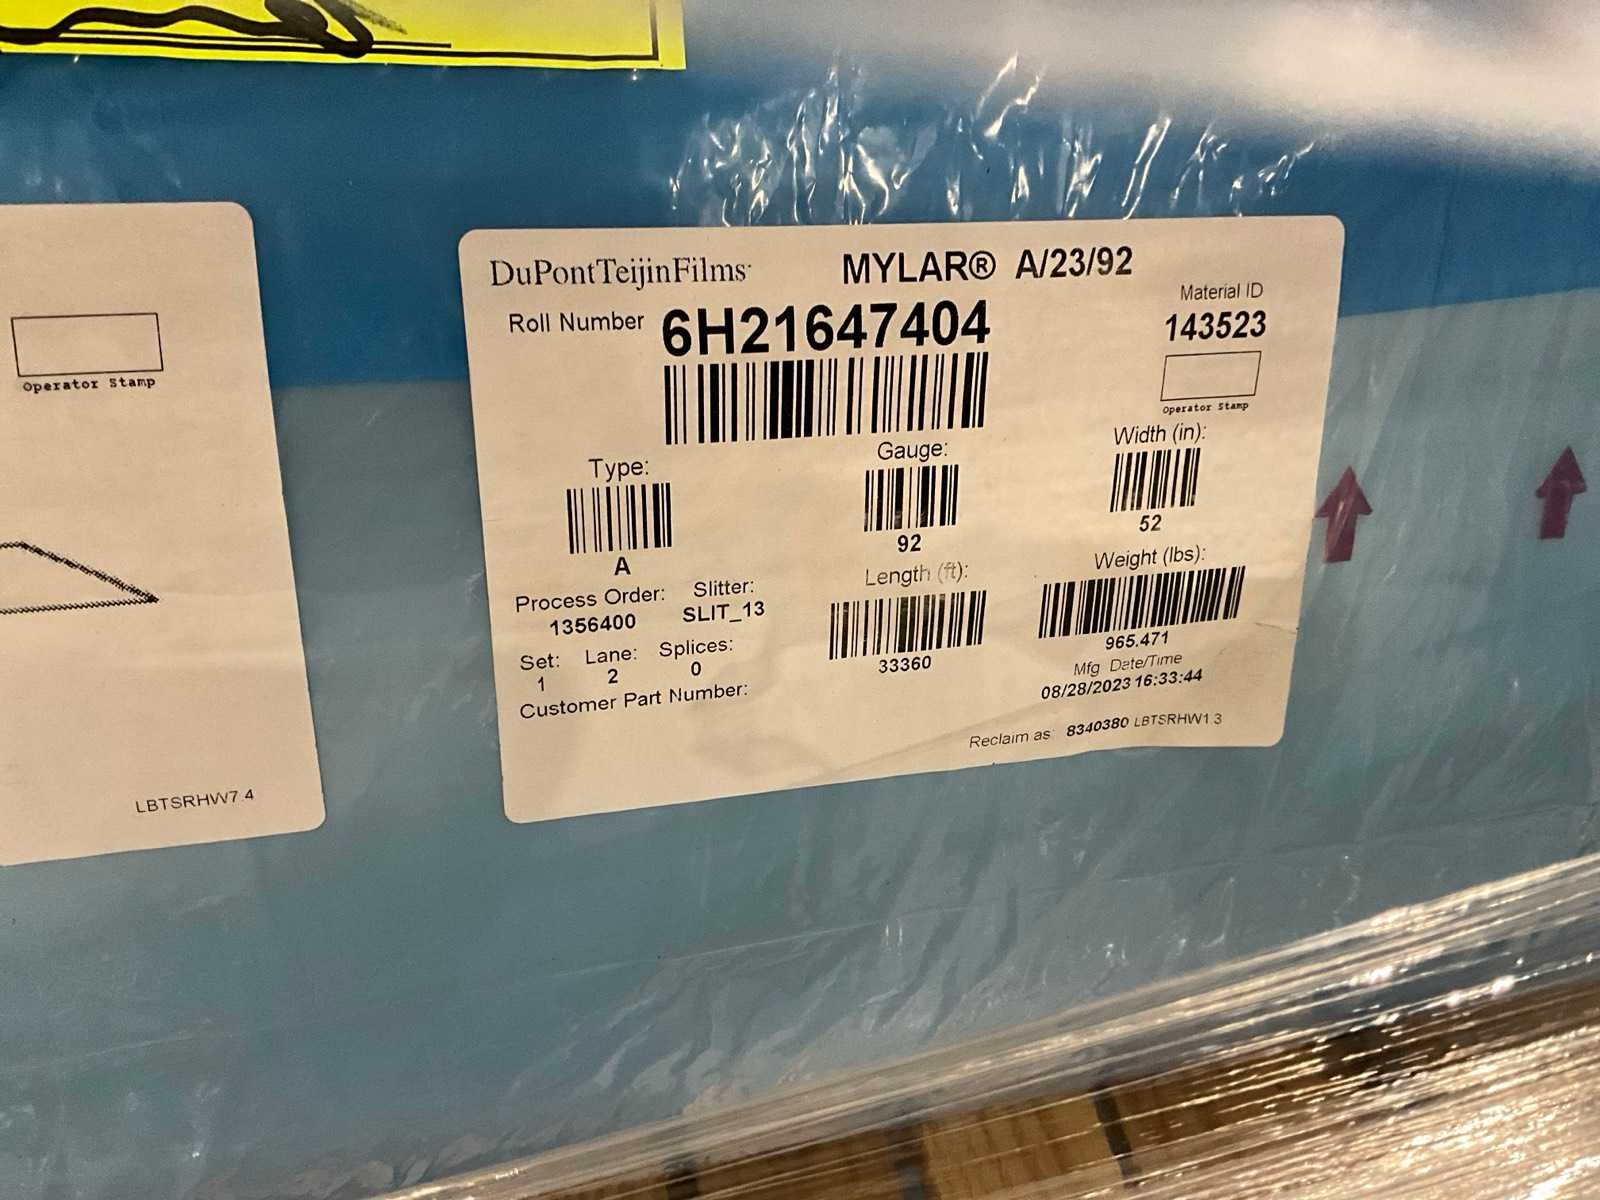 Operator Stamp
LBTSRHW7.4
DuPontTeijinFilms
MYLAR® A/23/92
Roll Number 6H21647404
Material ID
143523
Operator Stamp
Type:
A
Gauge:
92
Width (in):
52
Process Order:
1356400
Slitter:
SLIT_13
Length (ft):
33360
Weight (lbs):
965.471
Set:
1
Lane:
2
Splices:
0
Mfg Date/Time
08/28/2023 16:33:44
Customer Part Number:
Reclaim as: 8340380 LBTSRHW1.3